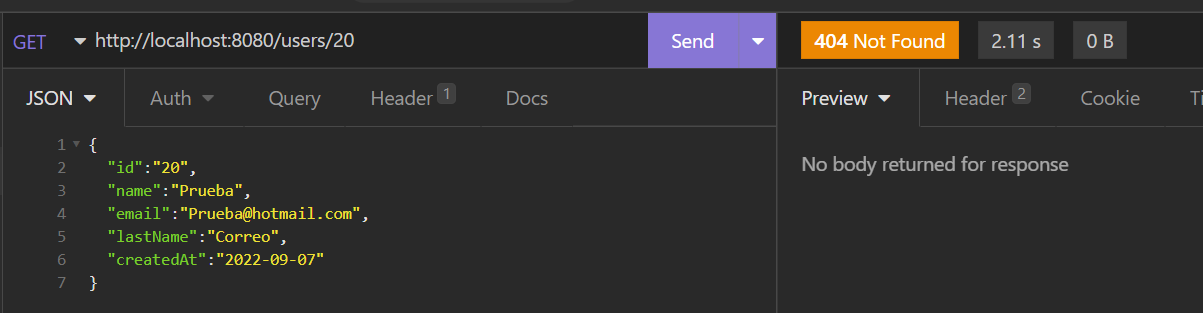 GET http://localhost:8080/users/20 Send 404 Not Found 2.11 s 0 B
JSON Auth Query Header 1 Docs Preview Header 2 Cookie
1 {
2 "id":"20",
3 "name":"Prueba",
4 "email":"Prueba@hotmail.com",
5 "lastName":"Correo",
6 "createdAt":"2022-09-07"
7 }
No body returned for response